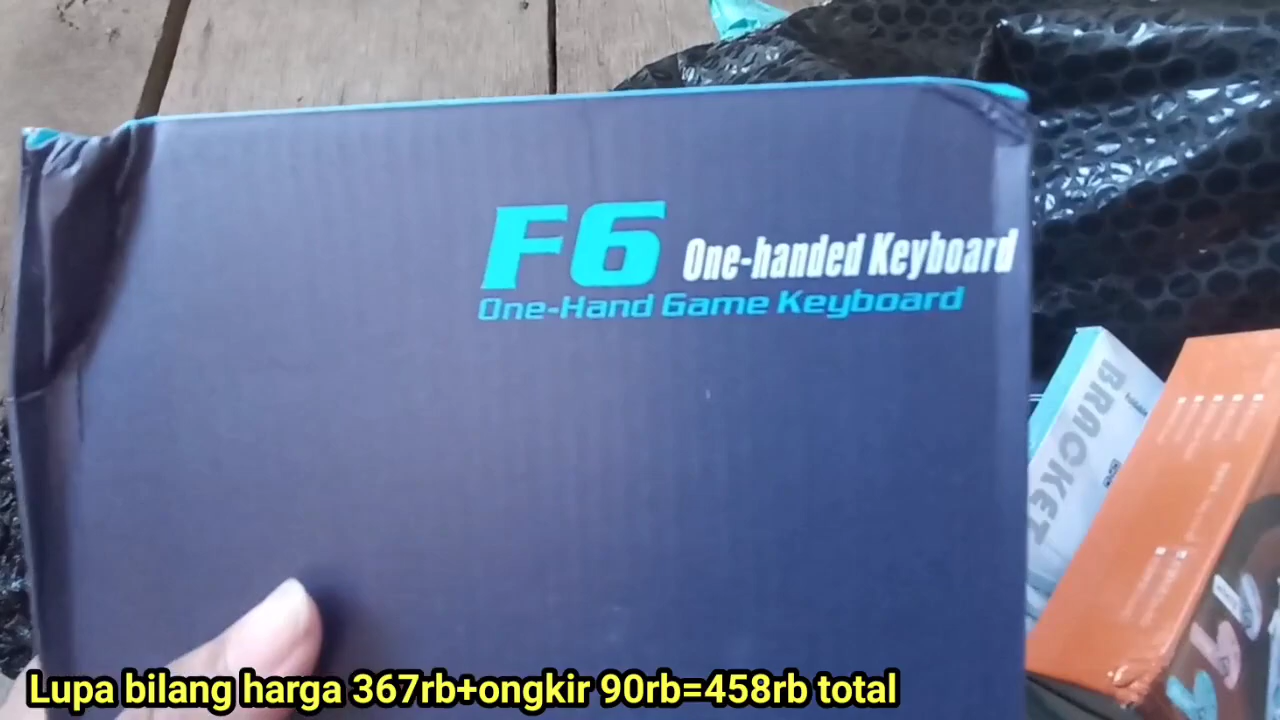 F6 One-handed Keyboard
One-Hand Game Keyboard
BRACKET
Lupa bilang harga 367rb+ongkir 90rb=458rb total